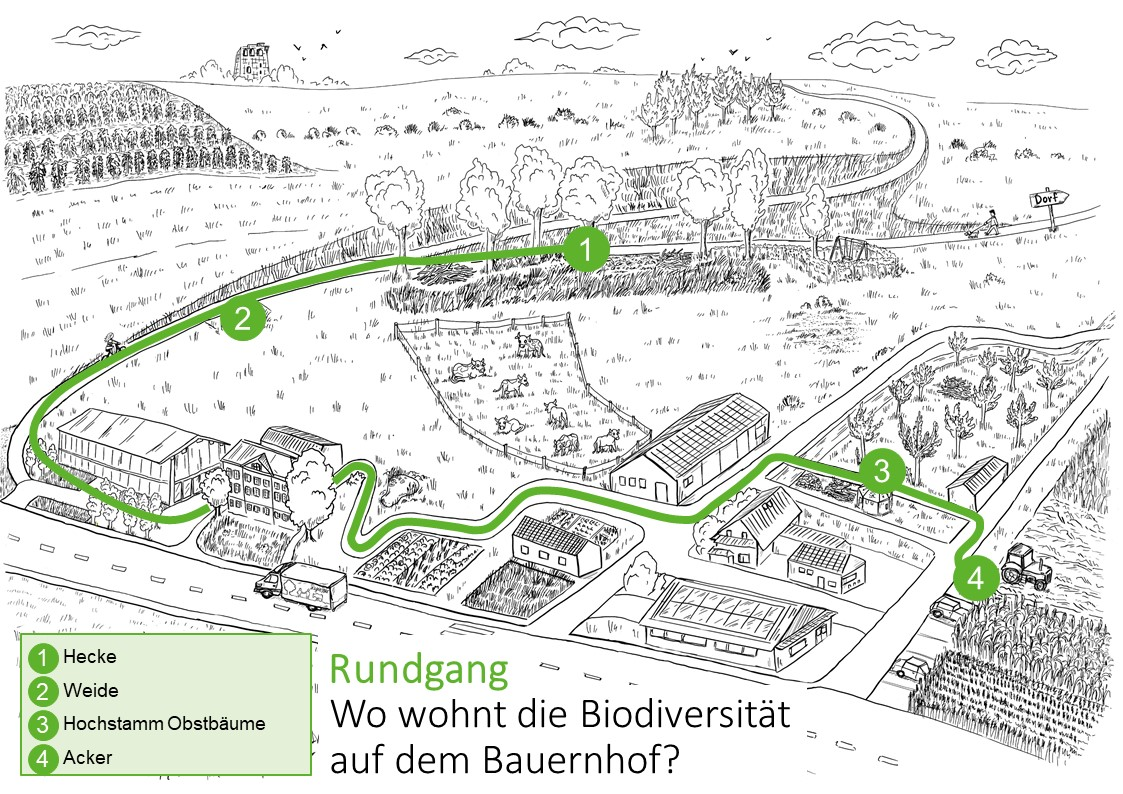 Dorf
1
2
3
4
1 Hecke
2 Weide
3 Hochstamm Obstbäume
4 Acker
Rundgang
Wo wohnt die Biodiversität
auf dem Bauernhof?